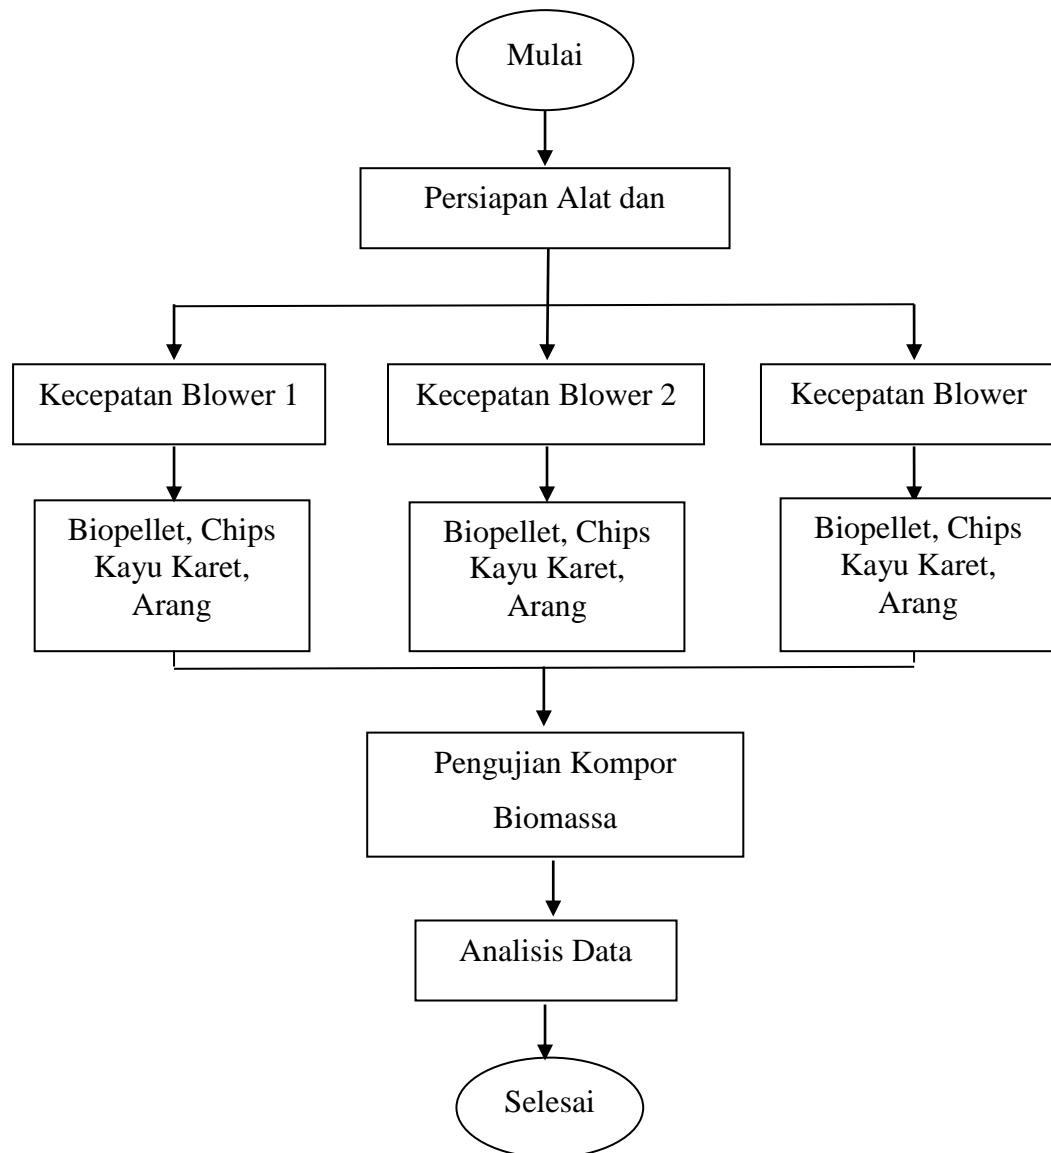 Mulai
Persiapan Alat dan
Kecepatan Blower 1
Kecepatan Blower 2
Kecepatan Blower
Biopellet, Chips
Kayu Karet,
Arang
Biopellet, Chips
Kayu Karet,
Arang
Biopellet, Chips
Kayu Karet,
Arang
Pengujian Kompor
Biomassa
Analisis Data
Selesai